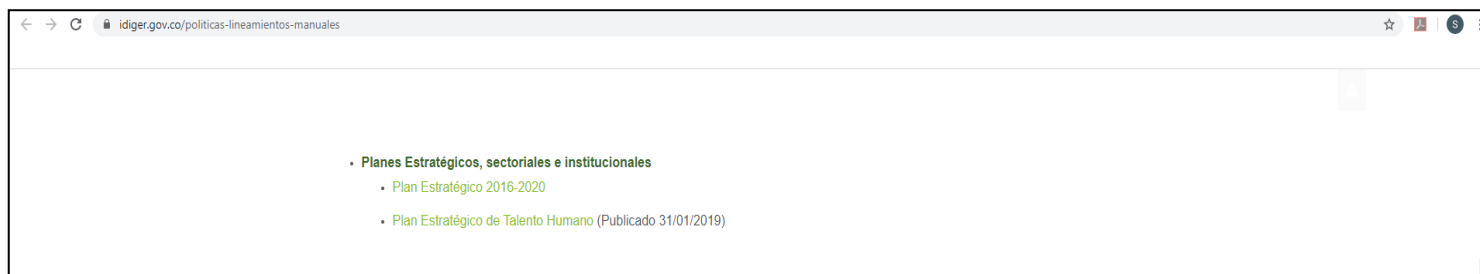 idiger.gov.co/politicas-lineamientos-manuales
S
• Planes Estratégicos, sectoriales e institucionales
• Plan Estratégico 2016-2020
• Plan Estratégico de Talento Humano (Publicado 31/01/2019)